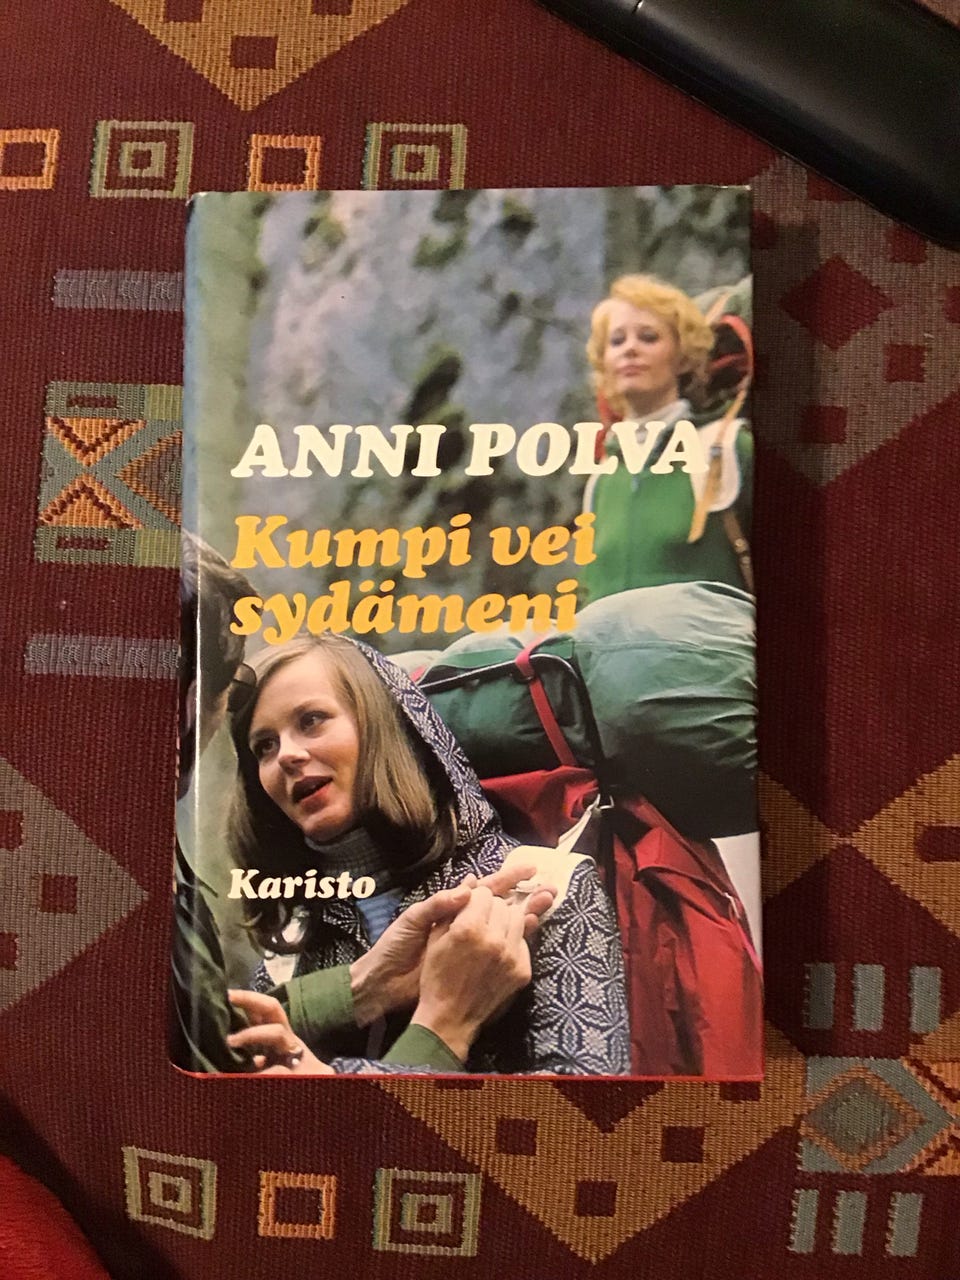 ANNI POLVA
Kumpi vei
sydämeni
Karisto